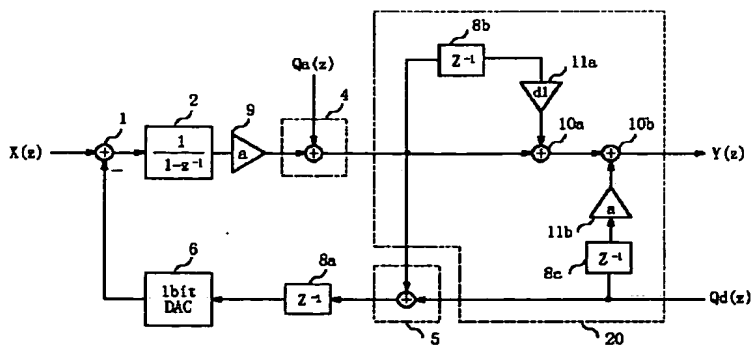 8b
Z⁻¹
11a
d1
Qa(z)
4
9
2
1
10a
10b
X(z)
1
1-z⁻¹
a
Y(z)
a
11b
6
8a
8c
Z⁻¹
1bit
DAC
Z⁻¹
Qd(z)
5
20